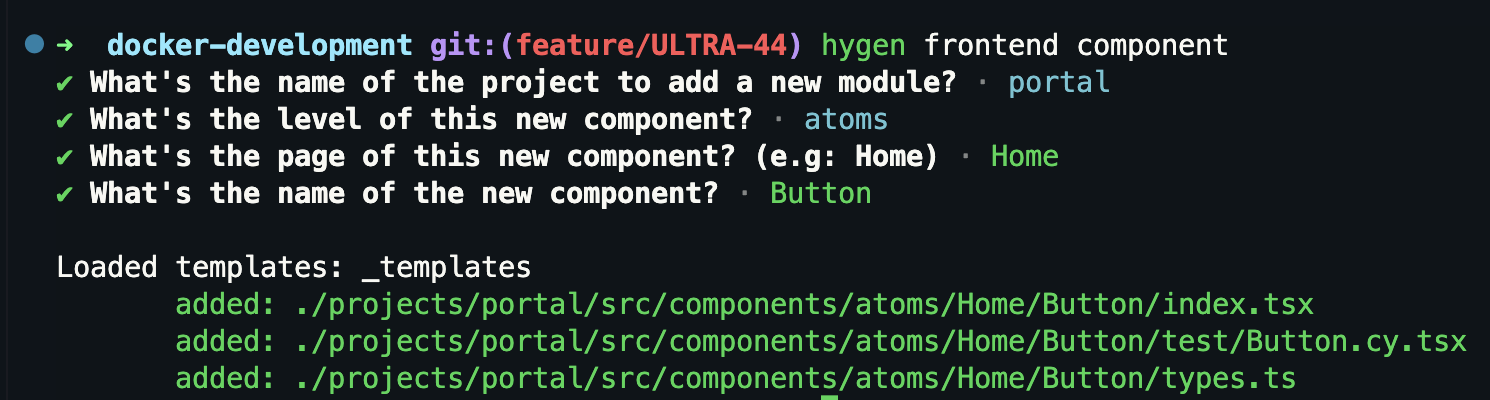 ➜ docker-development git:(feature/ULTRA-44) hygen frontend component
✔ What's the name of the project to add a new module? · portal
✔ What's the level of this new component? · atoms
✔ What's the page of this new component? (e.g: Home) · Home
✔ What's the name of the new component? · Button
Loaded templates: _templates
added: ./projects/portal/src/components/atoms/Home/Button/index.tsx
added: ./projects/portal/src/components/atoms/Home/Button/test/Button.cy.tsx
added: ./projects/portal/src/components/atoms/Home/Button/types.ts